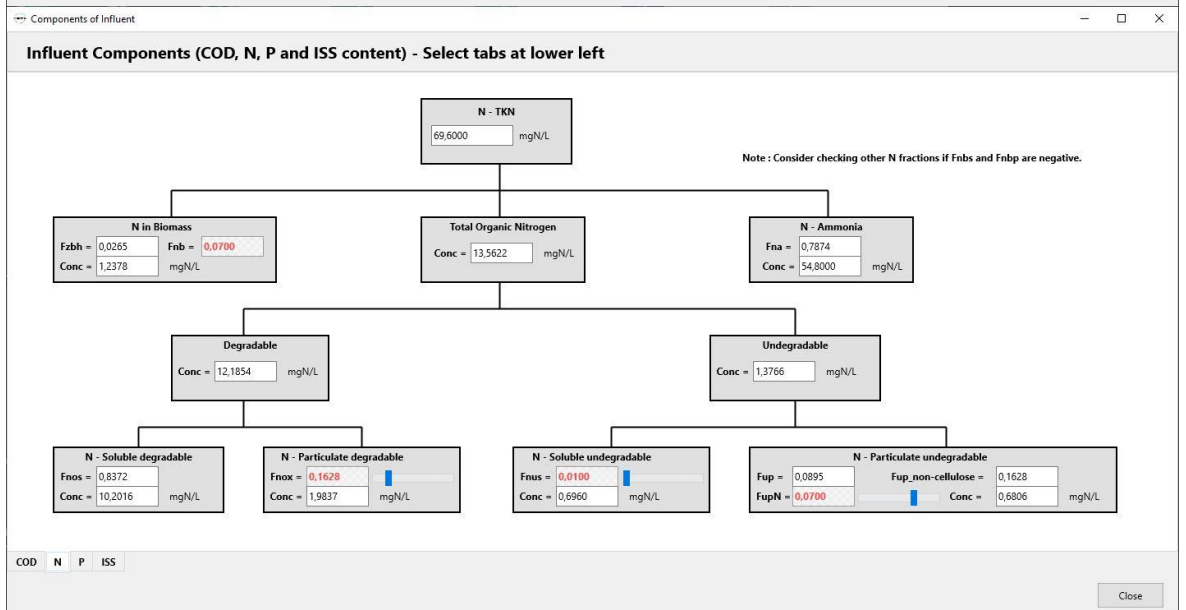 Components of Influent
Influent Components (COD, N, P and ISS content) - Select tabs at lower left
N - TKN
69,6000 mgN/L
Note : Consider checking other N fractions if Fnbs and Fnbp are negative.
N in Biomass
Fzbh = 0,0265 Fnb = 0,0700
Conc = 1,2378 mgN/L
Total Organic Nitrogen
Conc = 13,5622 mgN/L
N - Ammonia
Fna = 0,7874
Conc = 54,8000 mgN/L
Degradable
Conc = 12,1854 mgN/L
Undegradable
Conc = 1,3766 mgN/L
N - Soluble degradable
Fnos = 0,8372
Conc = 10,2016 mgN/L
N - Particulate degradable
Fnox = 0,1628
Conc = 1,9837 mgN/L
N - Soluble undegradable
Fnus = 0,0100
Conc = 0,6960 mgN/L
N - Particulate undegradable
Fup = 0,0895 Fup_non-cellulose = 0,1628
FupN = 0,0700 Conc = 0,6806 mgN/L
COD N P ISS
Close